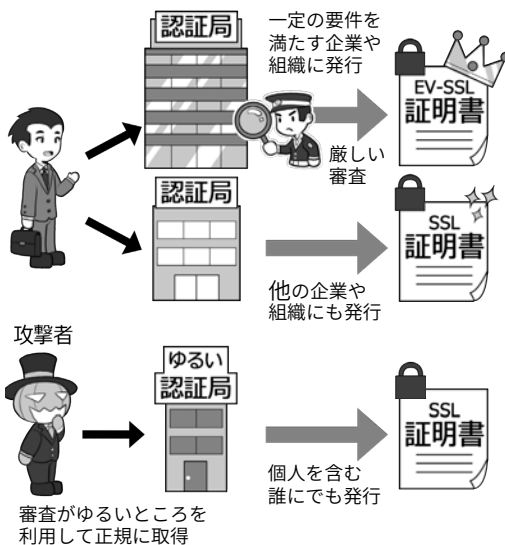 認証局
一定の要件を
満たす企業や
組織に発行
EV-SSL
証明書
厳しい
審査
認証局
SSL
証明書
他の企業や
組織にも発行
攻撃者
ゆるい
認証局
SSL
証明書
個人を含む
誰にでも発行
審査がゆるいところを
利用して正規に取得